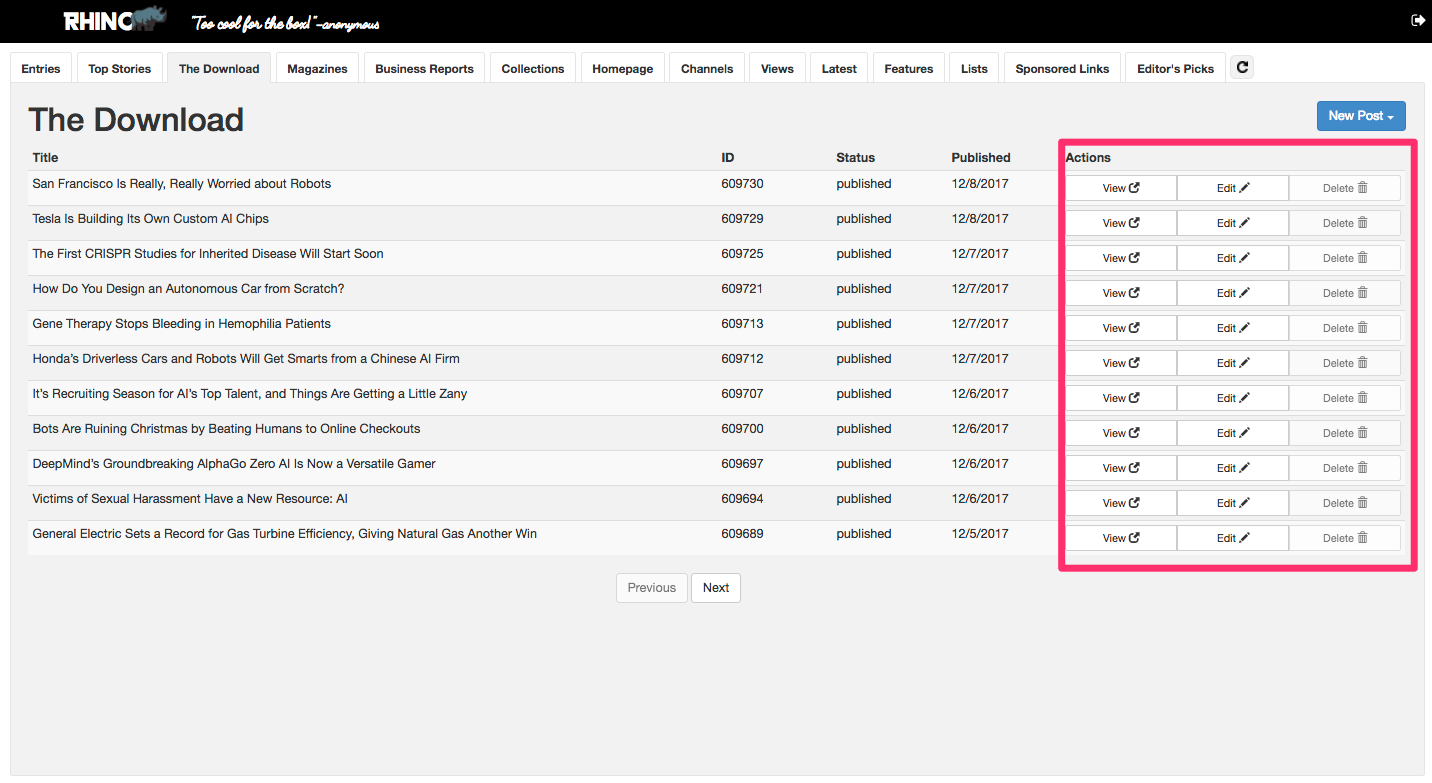 RHINO "Too cool for the box!" -anonymous
Entries Top Stories The Download Magazines Business Reports Collections Homepage Channels Views Latest Features Lists Sponsored Links Editor's Picks
The Download New Post
Title ID Status Published Actions
San Francisco Is Really, Really Worried about Robots 609730 published 12/8/2017 View Edit Delete
Tesla Is Building Its Own Custom AI Chips 609729 published 12/8/2017 View Edit Delete
The First CRISPR Studies for Inherited Disease Will Start Soon 609725 published 12/7/2017 View Edit Delete
How Do You Design an Autonomous Car from Scratch? 609721 published 12/7/2017 View Edit Delete
Gene Therapy Stops Bleeding in Hemophilia Patients 609713 published 12/7/2017 View Edit Delete
Honda’s Driverless Cars and Robots Will Get Smarts from a Chinese AI Firm 609712 published 12/7/2017 View Edit Delete
It’s Recruiting Season for AI’s Top Talent, and Things Are Getting a Little Zany 609707 published 12/6/2017 View Edit Delete
Bots Are Ruining Christmas by Beating Humans to Online Checkouts 609700 published 12/6/2017 View Edit Delete
DeepMind’s Groundbreaking AlphaGo Zero AI Is Now a Versatile Gamer 609697 published 12/6/2017 View Edit Delete
Victims of Sexual Harassment Have a New Resource: AI 609694 published 12/6/2017 View Edit Delete
General Electric Sets a Record for Gas Turbine Efficiency, Giving Natural Gas Another Win 609689 published 12/5/2017 View Edit Delete
Previous Next